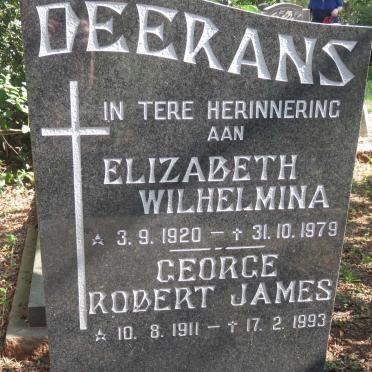 DEERANS
IN TERE HERINNERING
AAN
ELIZABETH
WILHELMINA
☆ 3. 9. 1920 — ✝ 31. 10. 1979
GEORGE
ROBERT JAMES
☆ 10. 8. 1911 — ✝ 17. 2. 1993